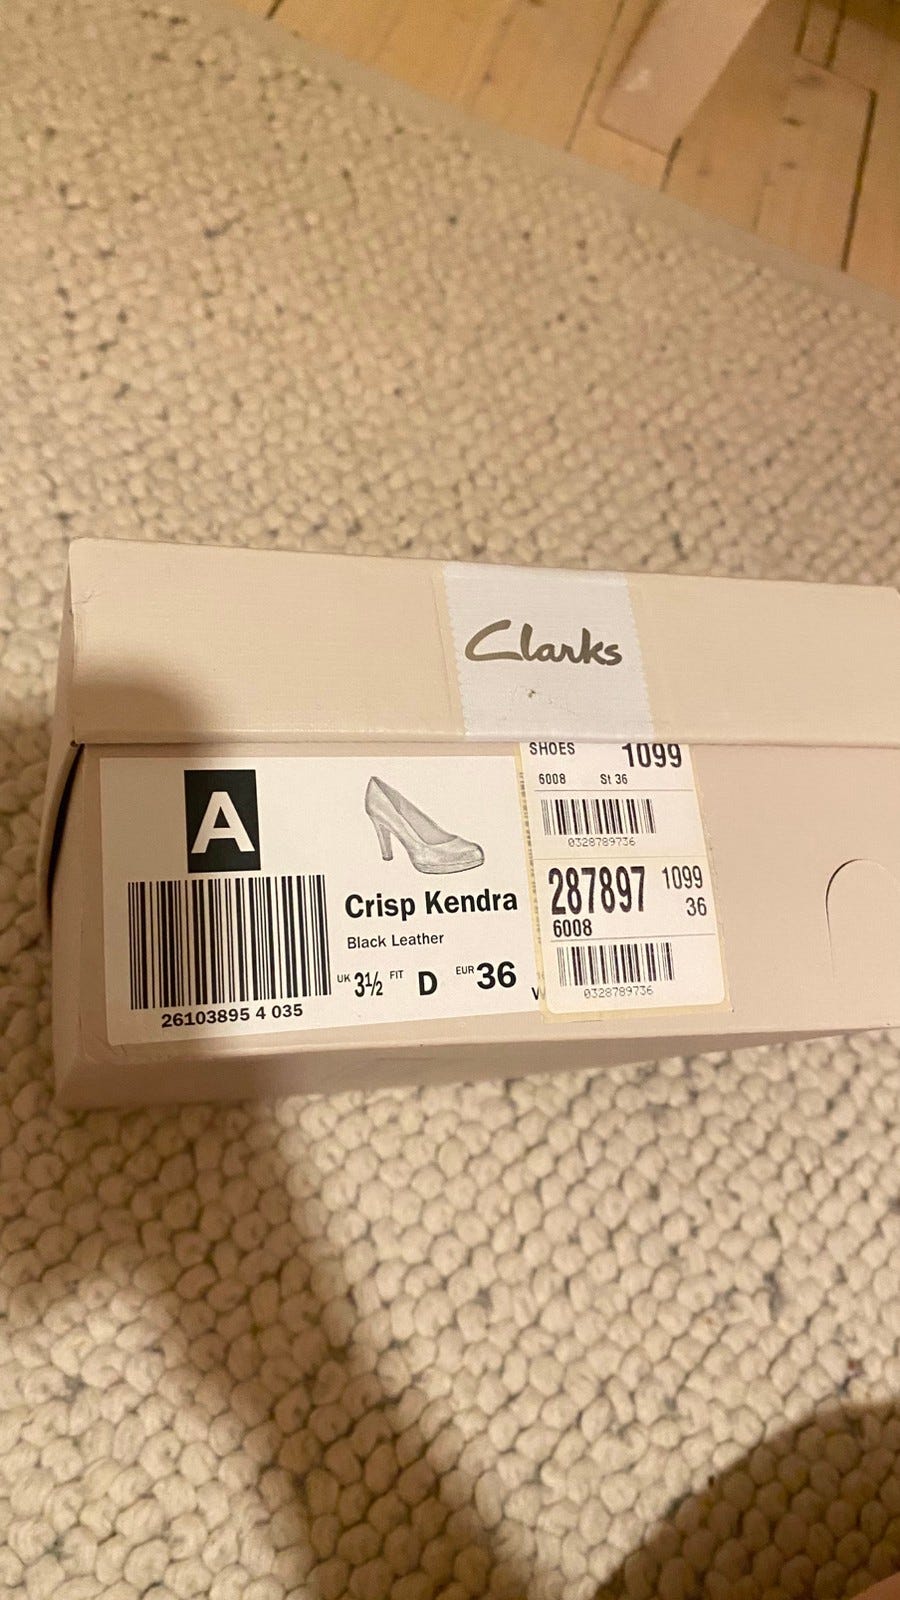 Clarks
A
26103895 4 035
Crisp Kendra
Black Leather
UK 3½ FIT D EUR 36
SHOES 1099
6008 St 36
0328789736
287897 1099
36
6008
0328789736